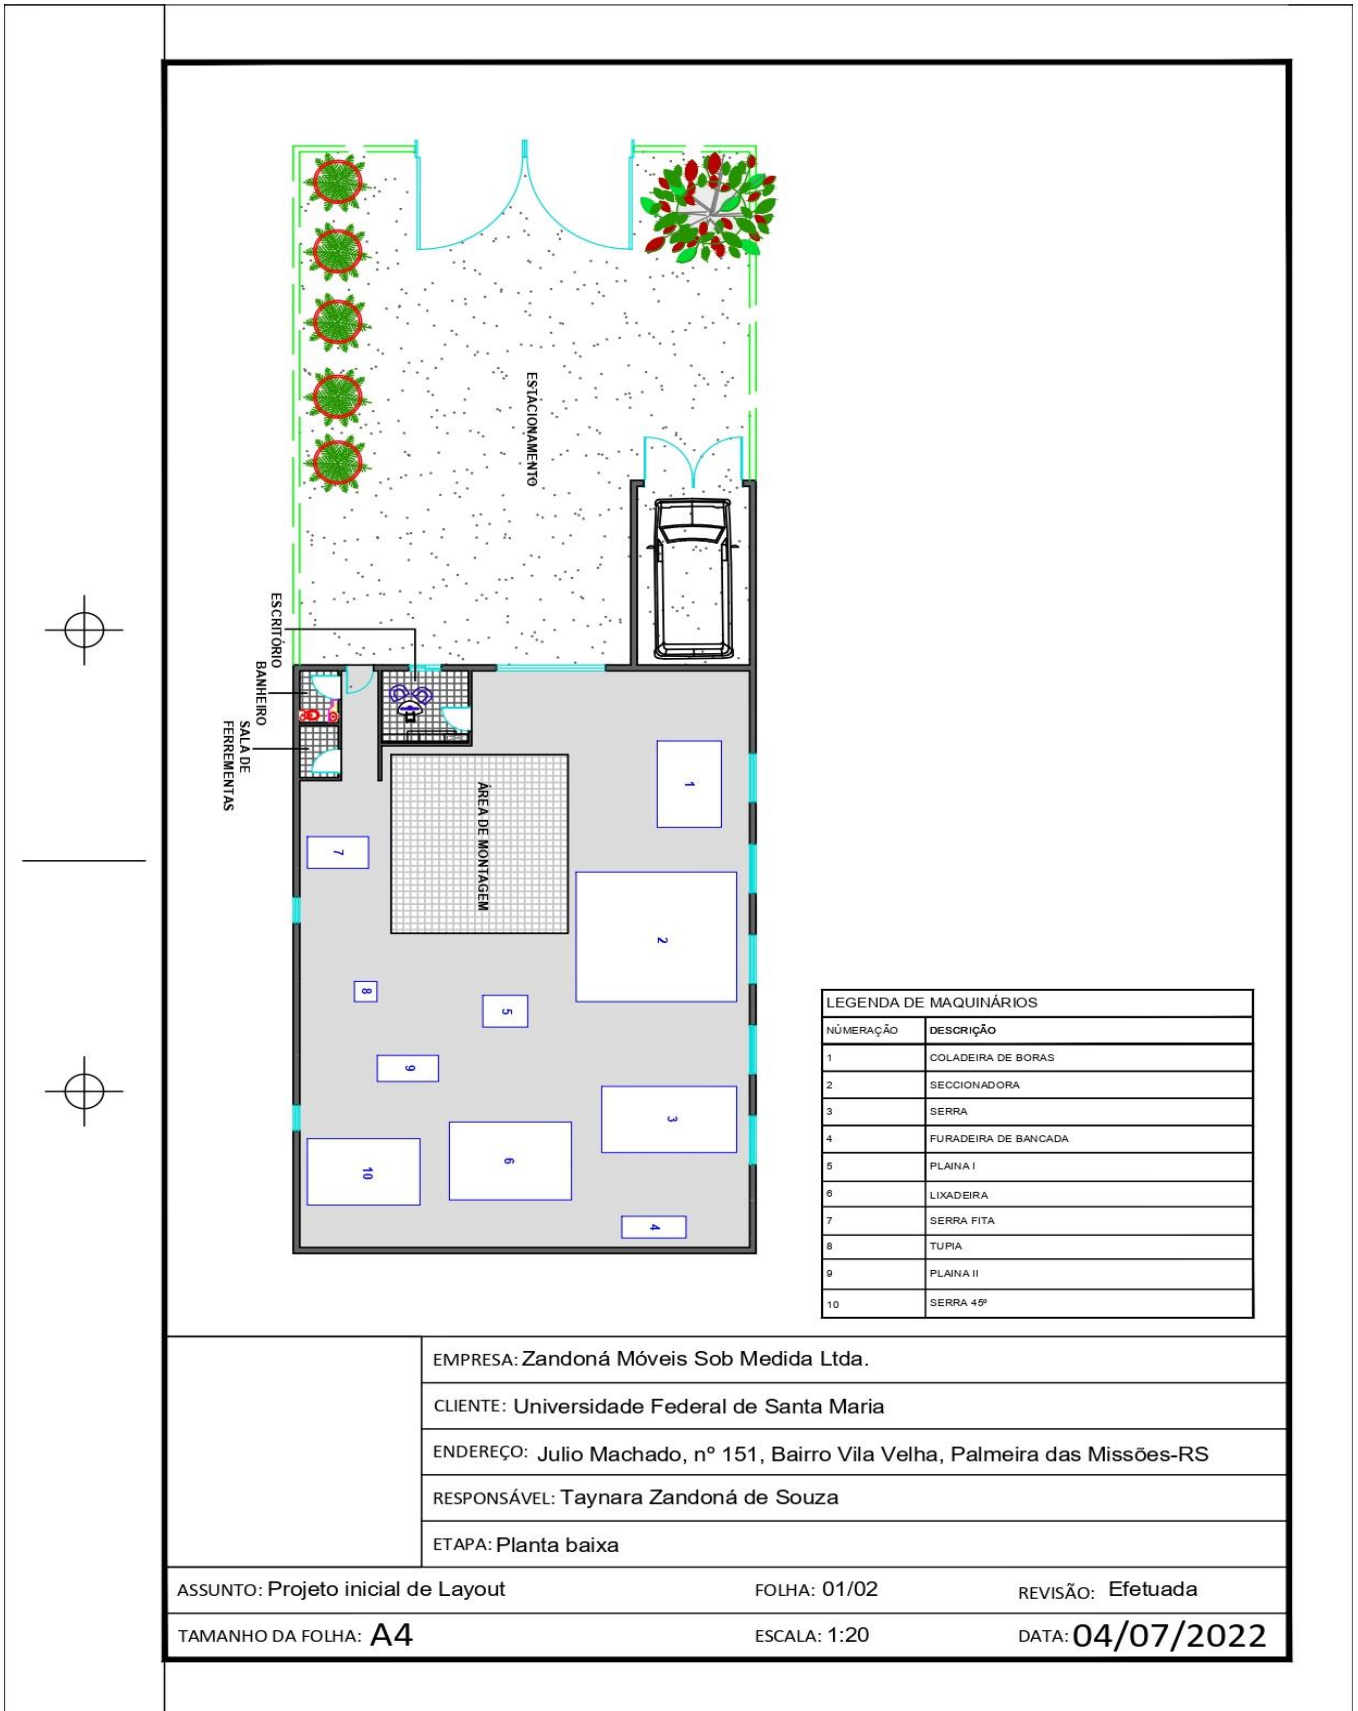 ESTACIONAMENTO
ESCRITÓRIO
BANHEIRO
SALA DE
FERREMENTAS
ÁREA DE MONTAGEM
1
7
2
8
5
9
3
6
10
4
LEGENDA DE MAQUINÁRIOS
NÚMERAÇÃO DESCRIÇÃO
1 COLADEIRA DE BORAS
2 SECCIONADORA
3 SERRA
4 FURADEIRA DE BANCADA
5 PLAINA I
6 LIXADEIRA
7 SERRA FITA
8 TUPIA
9 PLAINA II
10 SERRA 45º
EMPRESA: Zandoná Móveis Sob Medida Ltda.
CLIENTE: Universidade Federal de Santa Maria
ENDEREÇO: Julio Machado, nº 151, Bairro Vila Velha, Palmeira das Missões-RS
RESPONSÁVEL: Taynara Zandoná de Souza
ETAPA: Planta baixa
ASSUNTO: Projeto inicial de Layout FOLHA: 01/02 REVISÃO: Efetuada
TAMANHO DA FOLHA: A4 ESCALA: 1:20 DATA: 04/07/2022